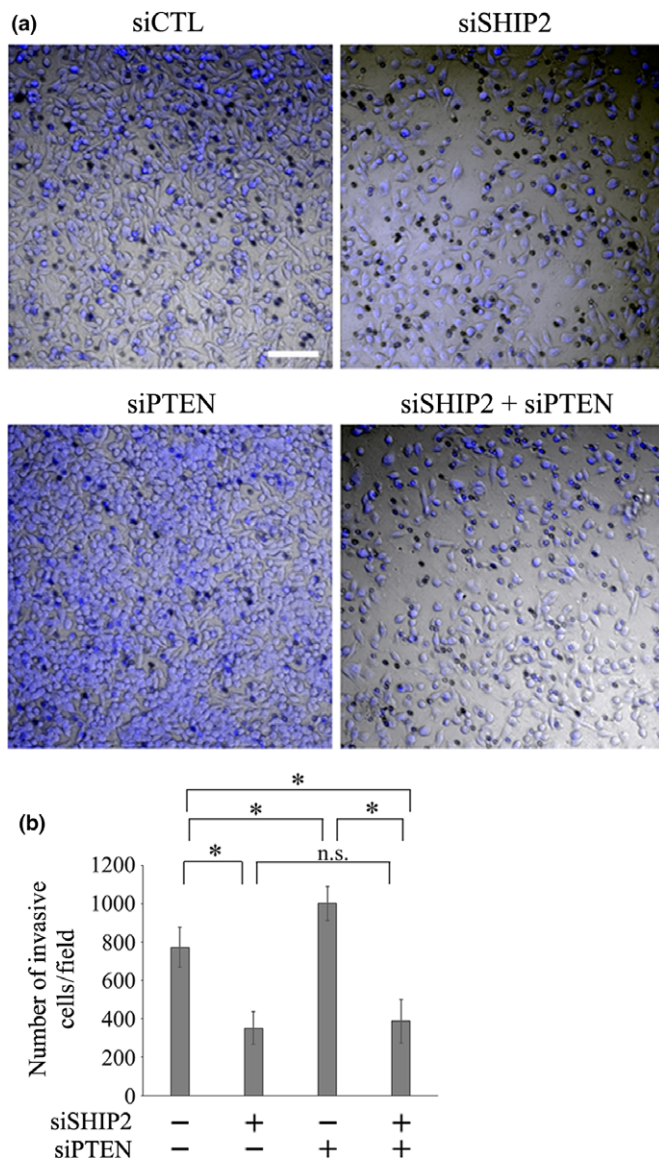 (a)
siCTL
siSHIP2
siPTEN
siSHIP2 + siPTEN
(b)
*
*
*
*
n.s.
1200
1000
800
600
400
200
0
Number of invasive
cells/field
siSHIP2 − + − +
siPTEN − − + +